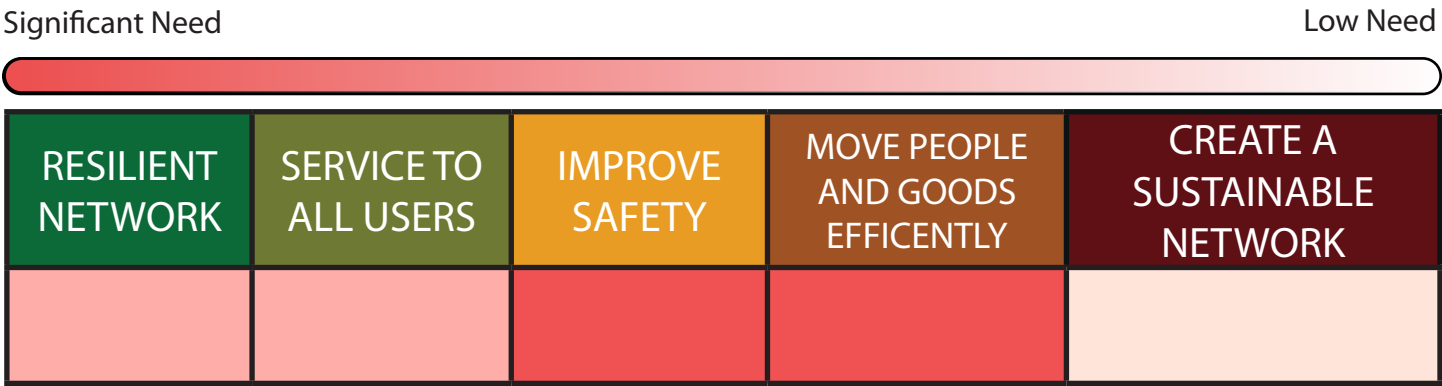 Significant Need
Low Need
RESILIENT
NETWORK
SERVICE TO
ALL USERS
IMPROVE
SAFETY
MOVE PEOPLE
AND GOODS
EFFICENTLY
CREATE A
SUSTAINABLE
NETWORK